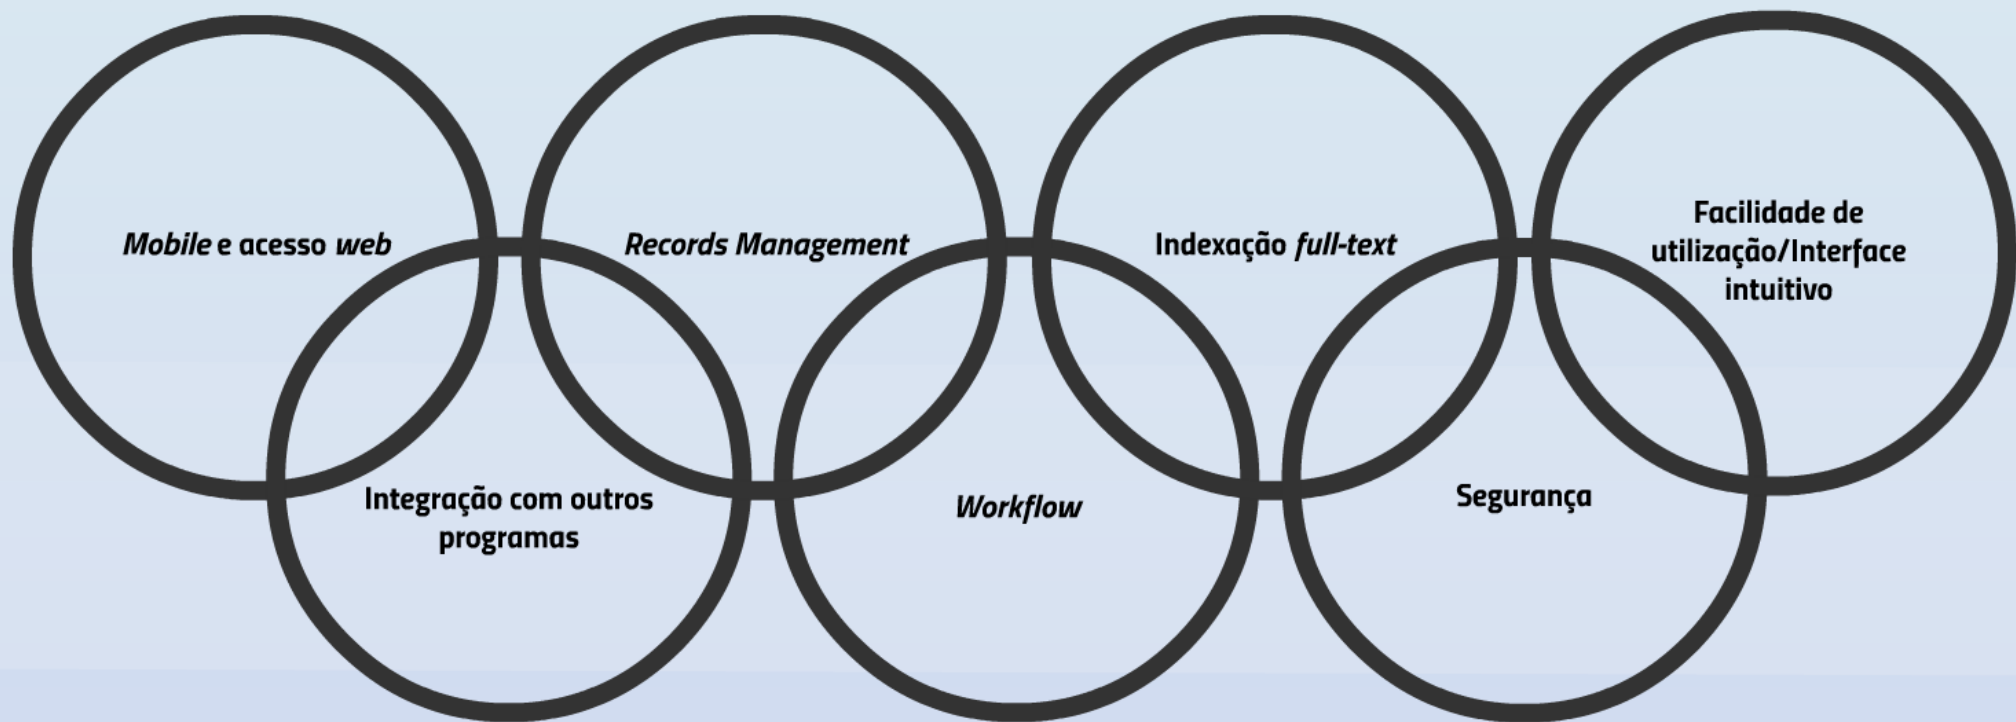 Mobile e acesso web
Records Management
Indexação full-text
Facilidade de
utilização/Interface
intuitivo
Integração com outros
programas
Workflow
Segurança